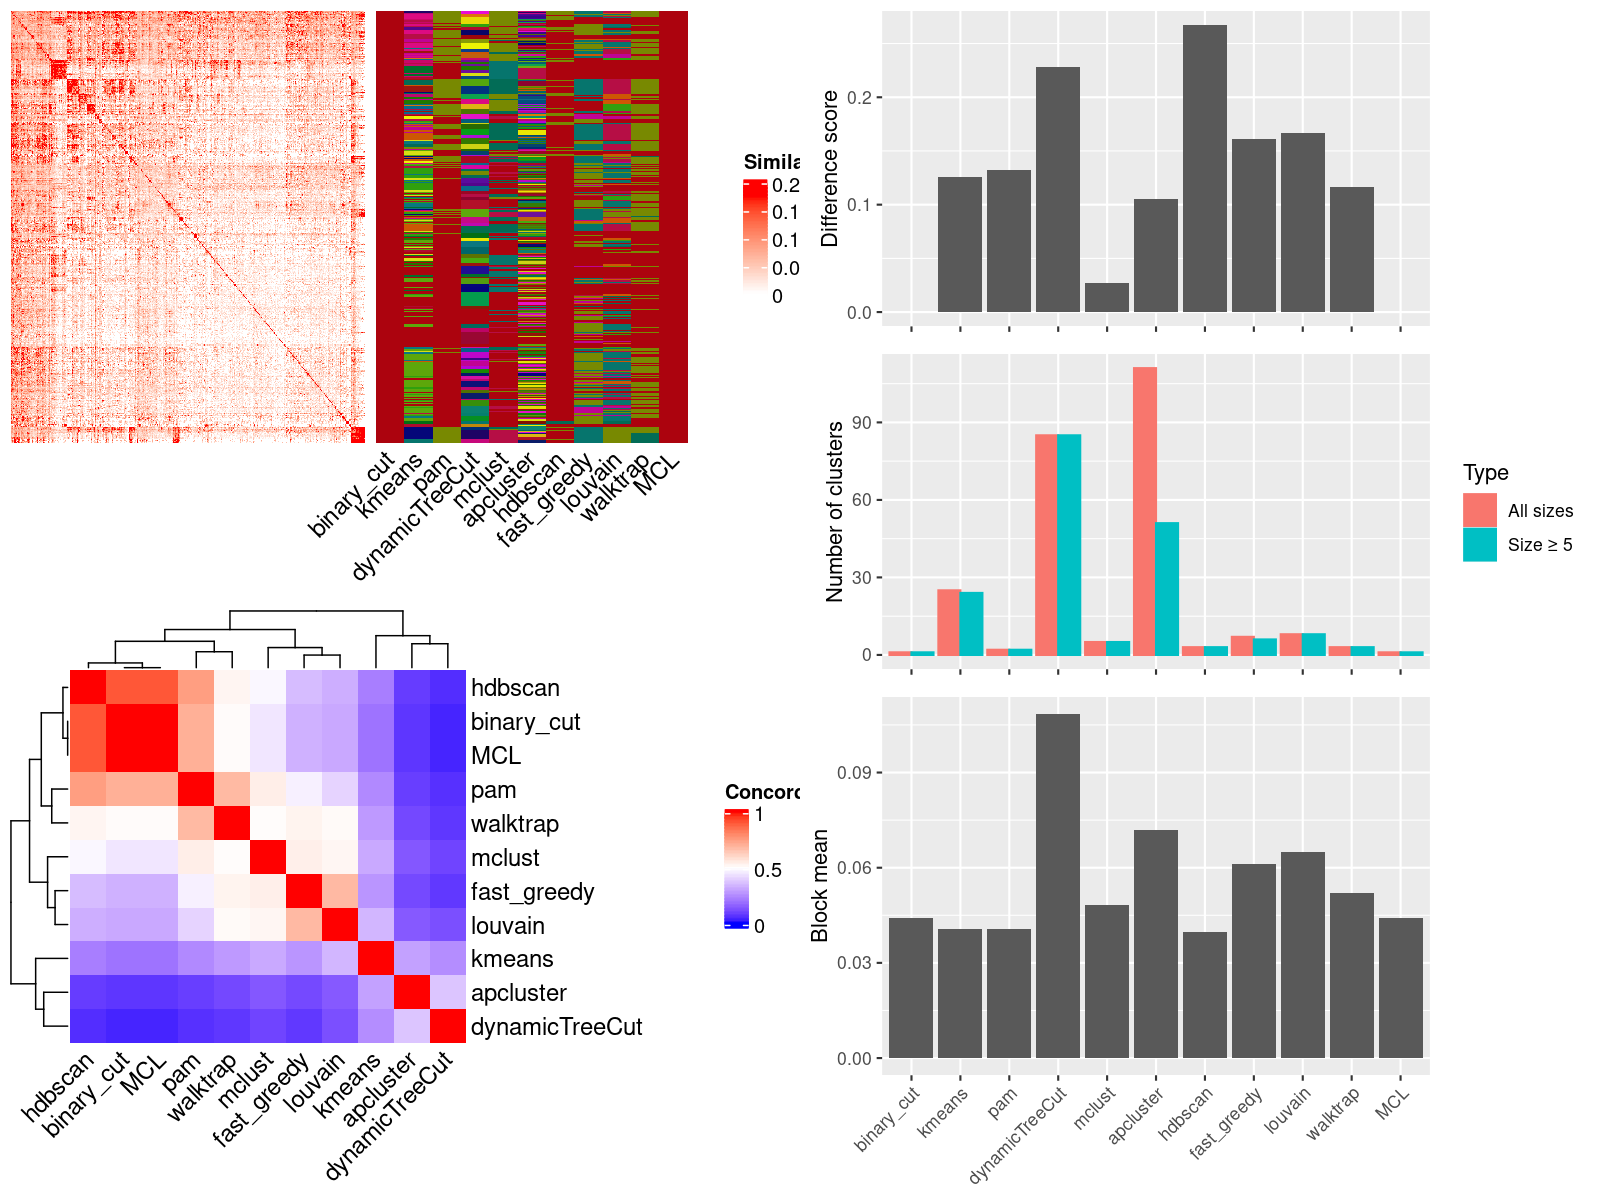 Simila
0.2
0.1
0.1
0.0
0
binary_cut
kmeans
pam
dynamicTreeCut
mclust
apcluster
hdbscan
fast_greedy
louvain
walktrap
MCL
Difference score
0.2
0.1
0.0
Number of clusters
90
60
30
0
Type
All sizes
Size ≥ 5
hdbscan
binary_cut
MCL
pam
walktrap
mclust
fast_greedy
louvain
kmeans
apcluster
dynamicTreeCut
hdbscan
binary_cut
MCL
pam
walktrap
mclust
fast_greedy
louvain
kmeans
apcluster
dynamicTreeCut
Concord
1
0.5
0
Block mean
0.09
0.06
0.03
0.00
binary_cut
kmeans
pam
dynamicTreeCut
mclust
apcluster
hdbscan
fast_greedy
louvain
walktrap
MCL